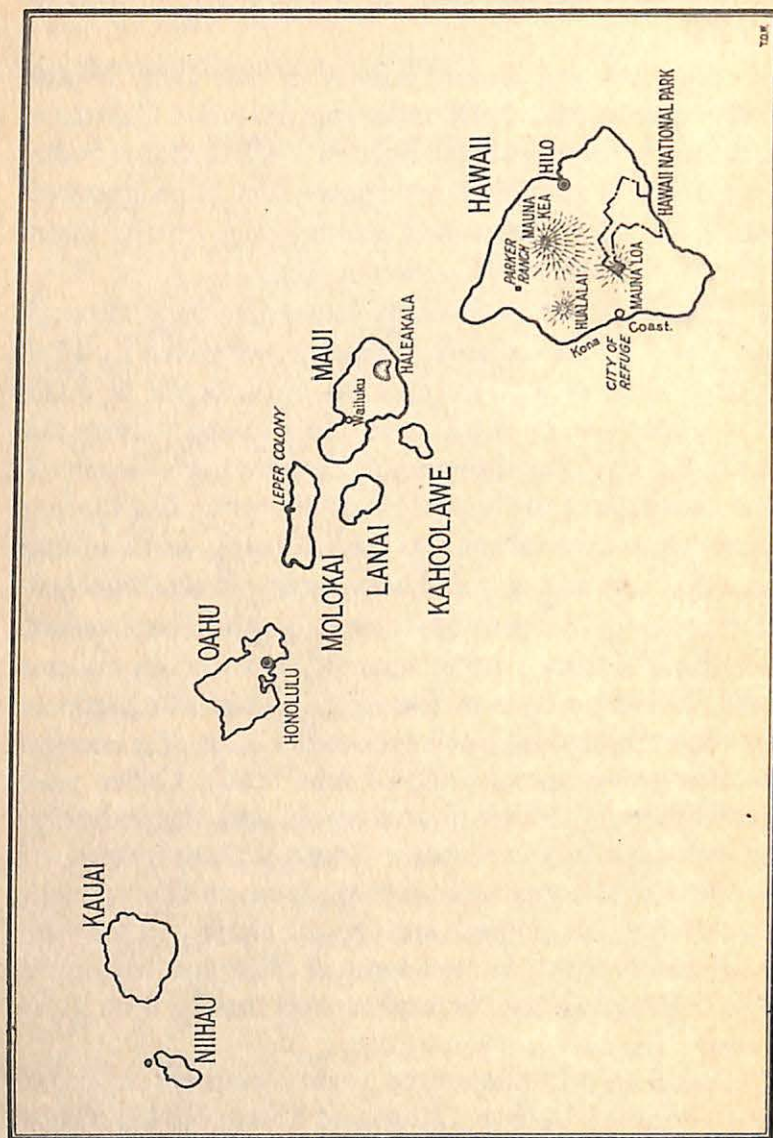 KAUAI
NIIHAU
OAHU
HONOLULU
LEPER COLONY
MOLOKAI
LANAI
MAUI
Wailuku
HALEAKALA
KAHOOLAWE
HAWAII
PARKER
RANCH
MAUNA
KEA
HILO
HUALALAI
MAUNA LOA
Kona Coast.
CITY OF
REFUGE
HAWAII NATIONAL PARK
T.D.W.